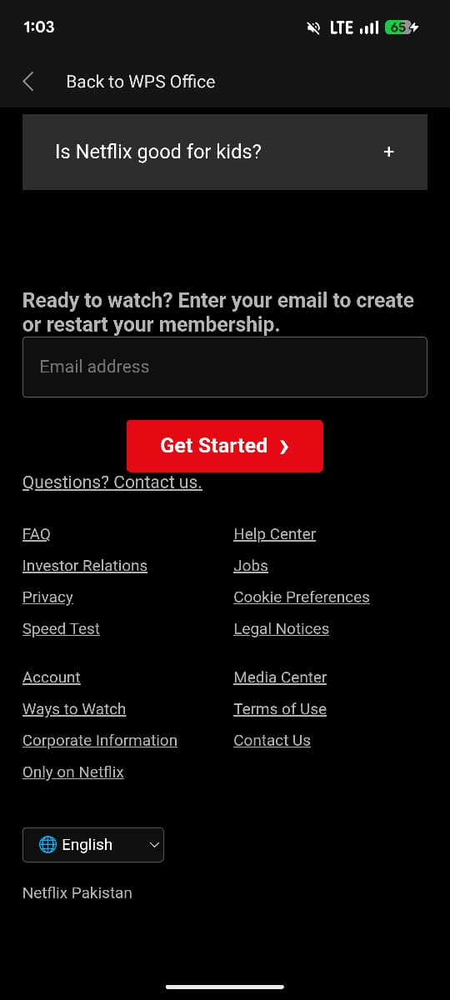 1:03 LTE 65
Back to WPS Office
Is Netflix good for kids? +
Ready to watch? Enter your email to create
or restart your membership.
Email address
Get Started ❯
Questions? Contact us.
FAQ
Help Center
Investor Relations
Jobs
Privacy
Cookie Preferences
Speed Test
Legal Notices
Account
Media Center
Ways to Watch
Terms of Use
Corporate Information
Contact Us
Only on Netflix
English
Netflix Pakistan